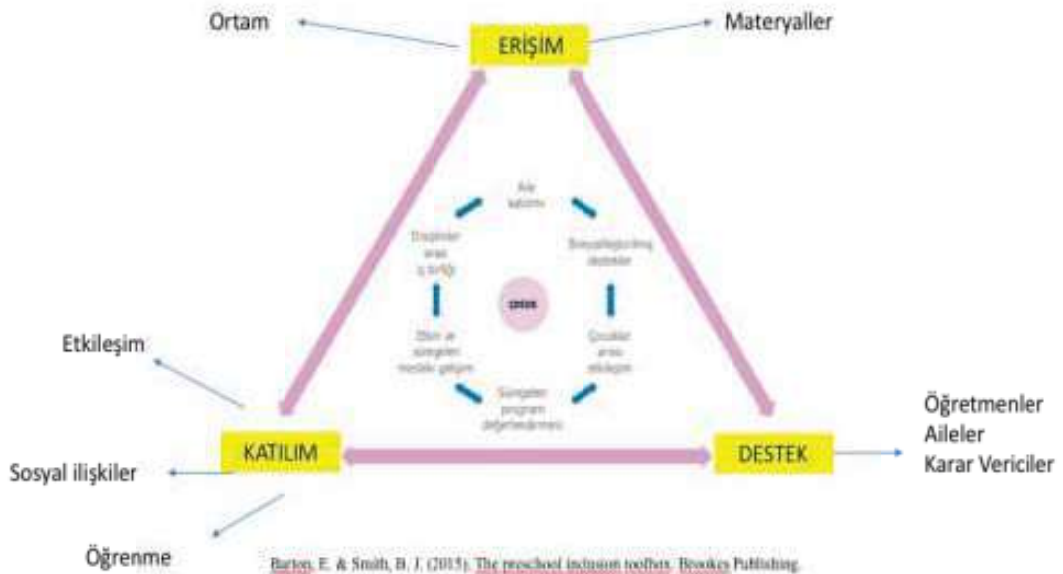 Ortam
Materyaller
ERİŞİM
Aile
katılımı
Disiplinler
arası
iş birliği
destekler
Etkin ve
süregelen
mesleki gelişim
Çocuklar
arası
etkileşim
Süregelen
program
değerlendirmesi
Etkileşim
KATILIM
DESTEK
Öğretmenler
Aileler
Karar Vericiler
Sosyal ilişkiler
Öğrenme
Barton, E. & Smith, B. J. (2015). The preschool inclusion toolbox. Brookes Publishing.